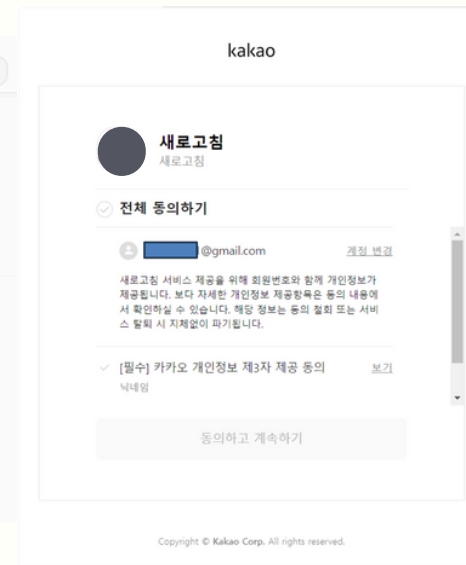 kakao
새로고침
새로고침
전체 동의하기
@gmail.com 계정 변경
새로고침 서비스 제공을 위해 회원번호와 함께 개인정보가
제공됩니다. 보다 자세한 개인정보 제공항목은 동의 내용에
서 확인하실 수 있습니다. 해당 정보는 동의 철회 또는 서비
스 탈퇴 시 지체없이 파기됩니다.
[필수] 카카오 개인정보 제3자 제공 동의 보기
닉네임
동의하고 계속하기
Copyright © Kakao Corp. All rights reserved.